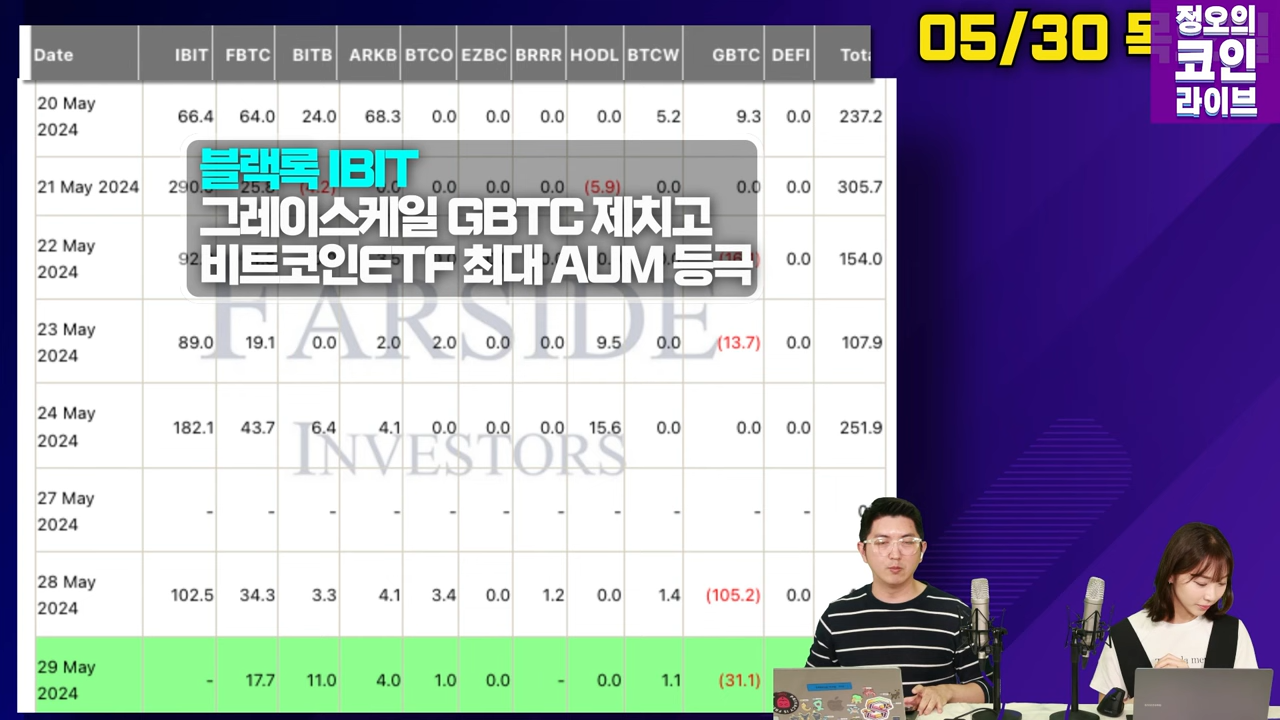 05/30
정오의
코인
라이브
Date IBIT FBTC BITB ARKB BTCO EZBC BRRR HODL BTCW GBTC DEFI
20 May 2024 66.4 64.0 24.0 68.3 0.0 0.0 0.0 0.0 5.2 9.3 0.0 237.2
블랙록 IBIT
그레이스케일 GBTC 제치고
비트코인ETF 최대 AUM 등극
21 May 2024 0.0 0.0 0.0 (5.9) 0.0 0.0 0.0 305.7
22 May 2024 0.0 154.0
FARSIDE
23 May 2024 89.0 19.1 0.0 2.0 2.0 0.0 0.0 9.5 0.0 (13.7) 0.0 107.9
24 May 2024 182.1 43.7 6.4 4.1 0.0 0.0 0.0 15.6 0.0 0.0 0.0 251.9
INVESTORS
27 May 2024 - - - - - - - - - - -
28 May 2024 102.5 34.3 3.3 4.1 3.4 0.0 1.2 0.0 1.4 (105.2) 0.0
29 May 2024 - 17.7 11.0 4.0 1.0 0.0 - 0.0 1.1 (31.1)